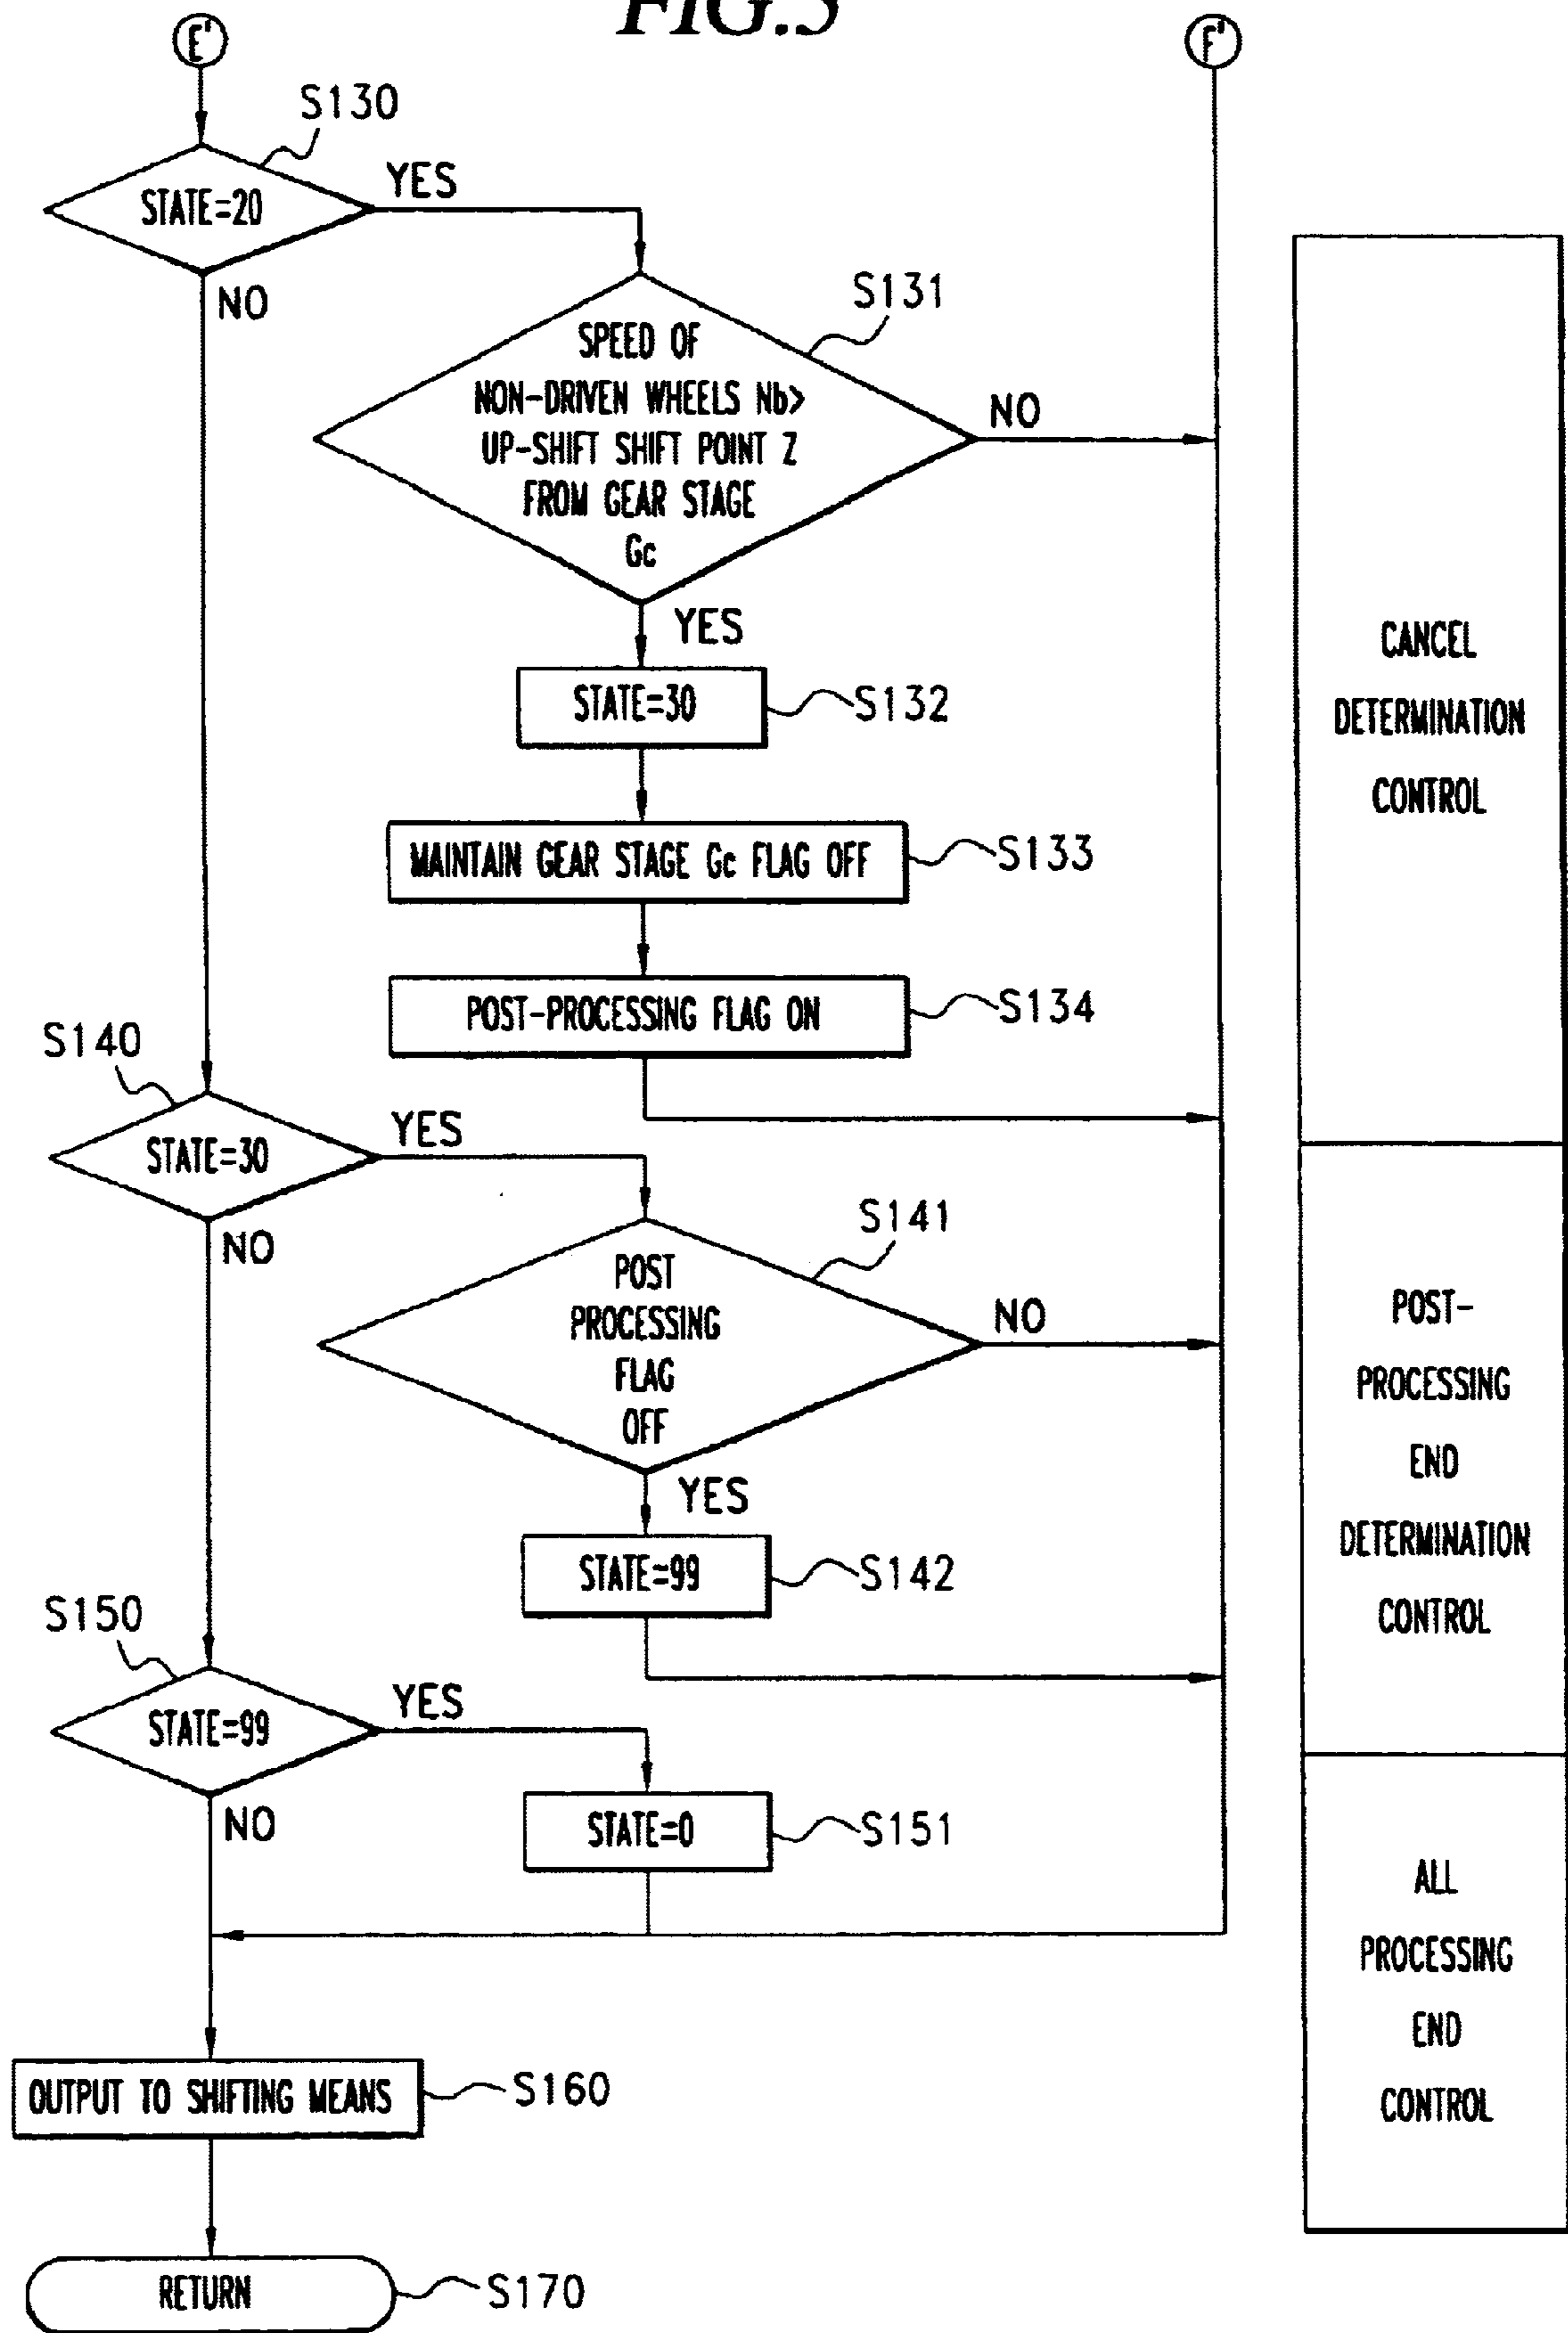 FIG.5
E'
F'
S130
STATE=20
YES
NO
S131
SPEED OF
NON-DRIVEN WHEELS Nb>
UP-SHIFT SHIFT POINT Z
FROM GEAR STAGE
Gc
NO
YES
STATE=30
S132
MAINTAIN GEAR STAGE Gc FLAG OFF
S133
POST-PROCESSING FLAG ON
S134
S140
STATE=30
YES
NO
S141
POST
PROCESSING
FLAG
OFF
NO
YES
STATE=99
S142
S150
STATE=99
YES
NO
STATE=0
S151
OUTPUT TO SHIFTING MEANS
S160
RETURN
S170
CANCEL
DETERMINATION
CONTROL
POST-
PROCESSING
END
DETERMINATION
CONTROL
ALL
PROCESSING
END
CONTROL